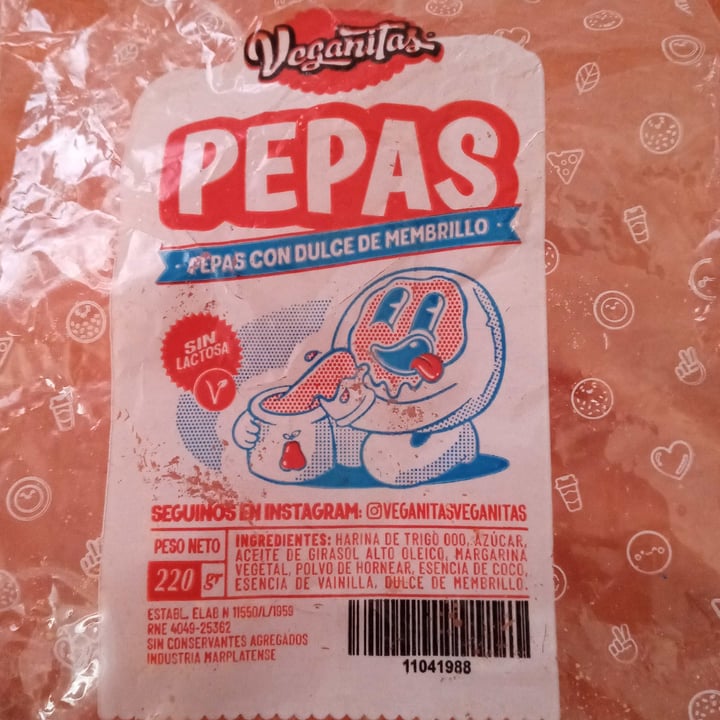 Veganitas
PEPAS
PEPAS CON DULCE DE MEMBRILLO
SIN
LACTOSA
V
SEGUINOS EN INSTAGRAM: @VEGANITASVEGANITAS
PESO NETO
220 gr
INGREDIENTES: HARINA DE TRIGO 000, AZÚCAR,
ACEITE DE GIRASOL ALTO OLEICO, MARGARINA
VEGETAL, POLVO DE HORNEAR, ESENCIA DE COCO,
ESENCIA DE VAINILLA, DULCE DE MEMBRILLO.
ESTABL. ELAB N 11550/L/1959
RNE 4049-25362
SIN CONSERVANTES AGREGADOS
INDUSTRIA MARPLATENSE
11041988